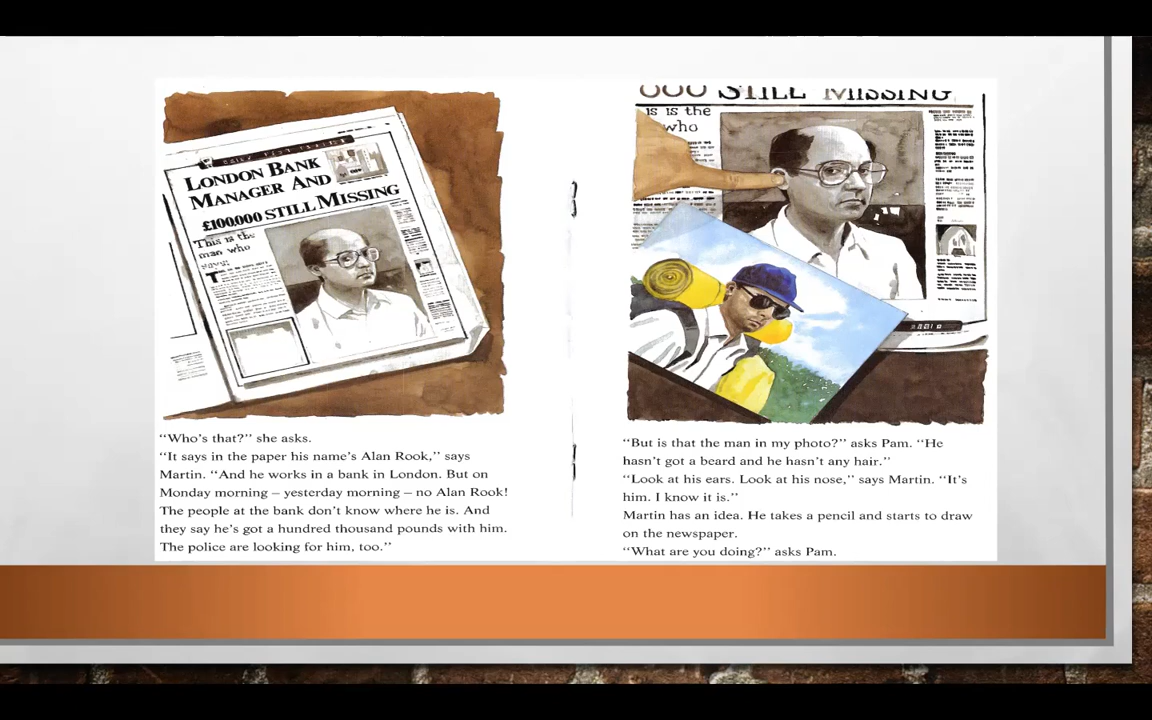 LONDON BANK
MANAGER AND
£100,000 STILL MISSING
This is the
man who
"Who's that?" she asks.
"It says in the paper his name's Alan Rook," says
Martin. "And he works in a bank in London. But on
Monday morning – yesterday morning – no Alan Rook!
The people at the bank don't know where he is. And
they say he's got a hundred thousand pounds with him.
The police are looking for him, too."
000 STILL MISSING
is is the
who
"But is that the man in my photo?" asks Pam. "He
hasn't got a beard and he hasn't any hair."
"Look at his ears. Look at his nose," says Martin. "It's
him. I know it is."
Martin has an idea. He takes a pencil and starts to draw
on the newspaper.
"What are you doing?" asks Pam.